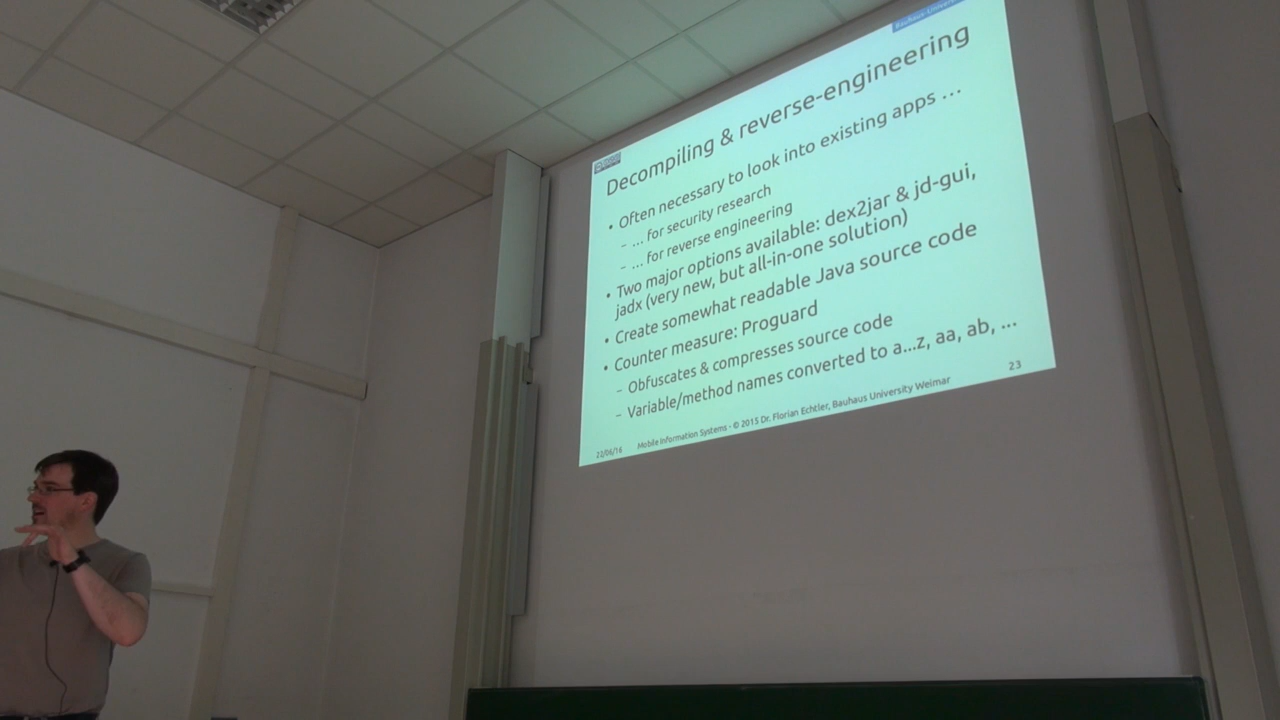 Bauhaus-Univers
Decompiling & reverse-engineering
• Often necessary to look into existing apps …
– … for security research
– … for reverse engineering
• Two major options available: dex2jar & jd-gui,
jadx (very new, but all-in-one solution)
• Create somewhat readable Java source code
• Counter measure: Proguard
– Obfuscates & compresses source code
– Variable/method names converted to a...z, aa, ab, ...
22/06/16
Mobile Information Systems - © 2015 Dr. Florian Echtler, Bauhaus University Weimar
23